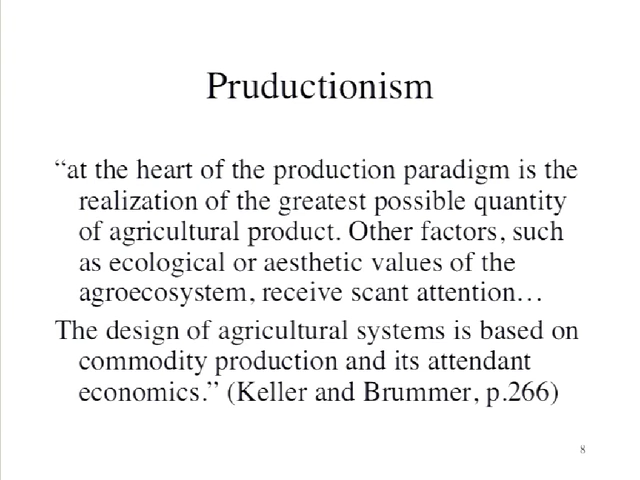 Pruductionism
“at the heart of the production paradigm is the
realization of the greatest possible quantity
of agricultural product. Other factors, such
as ecological or aesthetic values of the
agroecosystem, receive scant attention…
The design of agricultural systems is based on
commodity production and its attendant
economics.” (Keller and Brummer, p.266)
8